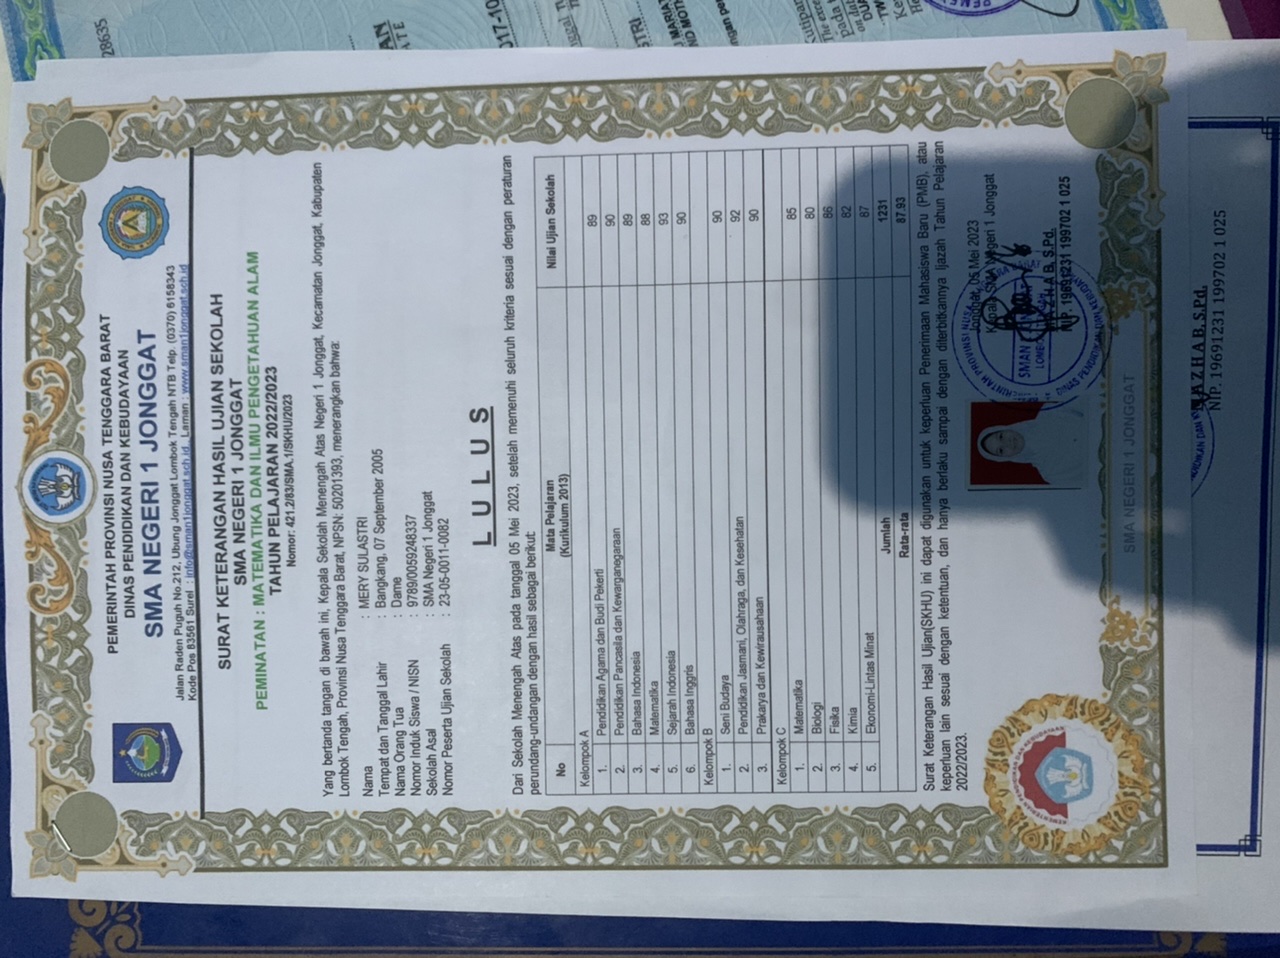 PEMERINTAH PROVINSI NUSA TENGGARA BARAT
DINAS PENDIDIKAN DAN KEBUDAYAAN
SMA NEGERI 1 JONGGAT
Jalan Raden Puguh No.212, Ubung Jonggat Lombok Tengah NTB Telp. (0370) 6158343
Kode Pos 83561 Surel : info@sman1jonggat.sch.id, Laman : www.sman1jonggat.sch.id
SURAT KETERANGAN HASIL UJIAN SEKOLAH
SMA NEGERI 1 JONGGAT
PEMINATAN : MATEMATIKA DAN ILMU PENGETAHUAN ALAM
TAHUN PELAJARAN 2022/2023
Nomor: 421.2/83/SMA.1/SKHU/2023
Yang bertanda tangan di bawah ini, Kepala Sekolah Menengah Atas Negeri 1 Jonggat, Kecamatan Jonggat, Kabupaten
Lombok Tengah, Provinsi Nusa Tenggara Barat, NPSN: 50201393, menerangkan bahwa:
Nama : MERY SULASTRI
Tempat dan Tanggal Lahir : Bangkang, 07 September 2005
Nama Orang Tua : Dame
Nomor Induk Siswa / NISN : 9789/0059248337
Sekolah Asal : SMA Negeri 1 Jonggat
Nomor Peserta Ujian Sekolah : 23-05-0011-0082
L U L U S
Dari Sekolah Menengah Atas pada tanggal 05 Mei 2023, setelah memenuhi seluruh kriteria sesuai dengan peraturan
perundang-undangan dengan hasil sebagai berikut:
No Mata Pelajaran (Kurikulum 2013) Nilai Ujian Sekolah
Kelompok A
1. Pendidikan Agama dan Budi Pekerti 89
2. Pendidikan Pancasila dan Kewarganegaraan 90
3. Bahasa Indonesia 89
4. Matematika 88
5. Sejarah Indonesia 93
6. Bahasa Inggris 90
Kelompok B
1. Seni Budaya 90
2. Pendidikan Jasmani, Olahraga, dan Kesehatan 92
3. Prakarya dan Kewirausahaan 90
Kelompok C
1. Matematika 85
2. Biologi 80
3. Fisika 86
4. Kimia 82
5. Ekonomi-Lintas Minat 87
Jumlah 1231
Rata-rata 87.93
Surat Keterangan Hasil Ujian(SKHU) ini dapat digunakan untuk keperluan Penerimaan Mahasiswa Baru (PMB), atau
keperluan lain sesuai dengan ketentuan, dan hanya berlaku sampai dengan diterbitkannya Ijazah Tahun Pelajaran
2022/2023.
Jonggat, 05 Mei 2023
Kepala SMA Negeri 1 Jonggat
NAZHAB, S.Pd.
NIP. 19691231 199702 1 025
SMA NEGERI 1 JONGGAT
NAZHAB, S.Pd.
NIP. 19691231 199702 1 025
28635